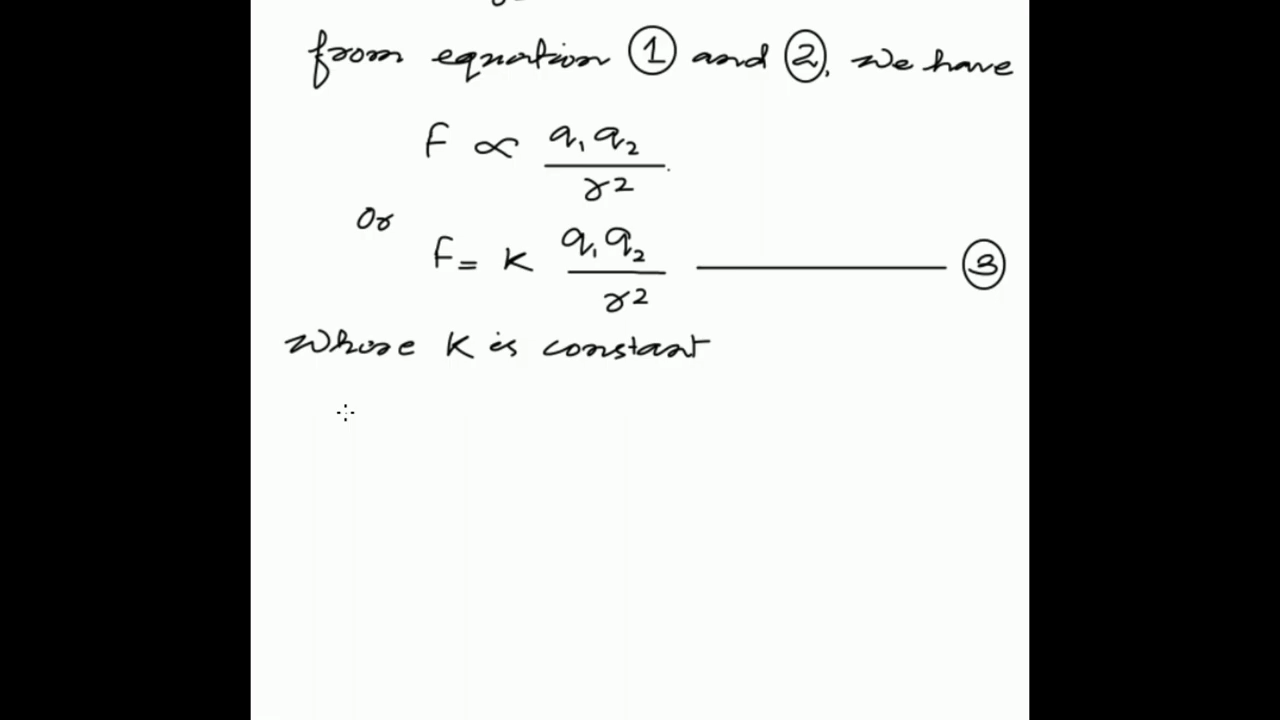 from equation ① and ②, we have
F ∝ q₁q₂ / r²
or
F = K q₁q₂ / r² ——— ③
Where K is constant